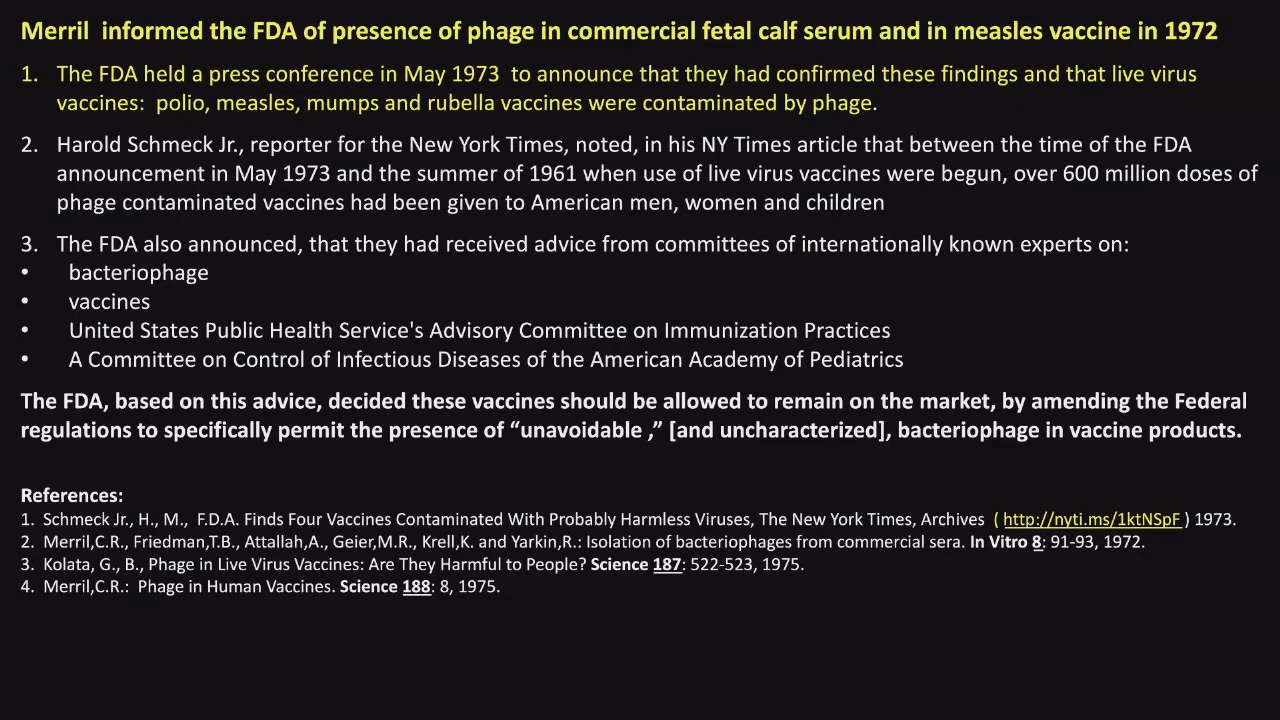 Merril  informed the FDA of presence of phage in commercial fetal calf serum and in measles vaccine in 1972
1. The FDA held a press conference in May 1973  to announce that they had confirmed these findings and that live virus
vaccines:  polio, measles, mumps and rubella vaccines were contaminated by phage.
2. Harold Schmeck Jr., reporter for the New York Times, noted, in his NY Times article that between the time of the FDA
announcement in May 1973 and the summer of 1961 when use of live virus vaccines were begun, over 600 million doses of
phage contaminated vaccines had been given to American men, women and children
3. The FDA also announced, that they had received advice from committees of internationally known experts on:
• bacteriophage
• vaccines
• United States Public Health Service's Advisory Committee on Immunization Practices
• A Committee on Control of Infectious Diseases of the American Academy of Pediatrics
The FDA, based on this advice, decided these vaccines should be allowed to remain on the market, by amending the Federal
regulations to specifically permit the presence of “unavoidable ,” [and uncharacterized], bacteriophage in vaccine products.
References:
1. Schmeck Jr., H., M.,  F.D.A. Finds Four Vaccines Contaminated With Probably Harmless Viruses, The New York Times, Archives  ( http://nyti.ms/1ktNSpF ) 1973.
2. Merril,C.R., Friedman,T.B., Attallah,A., Geier,M.R., Krell,K. and Yarkin,R.: Isolation of bacteriophages from commercial sera. In Vitro 8: 91-93, 1972.
3. Kolata, G., B., Phage in Live Virus Vaccines: Are They Harmful to People? Science 187: 522-523, 1975.
4. Merril,C.R.:  Phage in Human Vaccines. Science 188: 8, 1975.